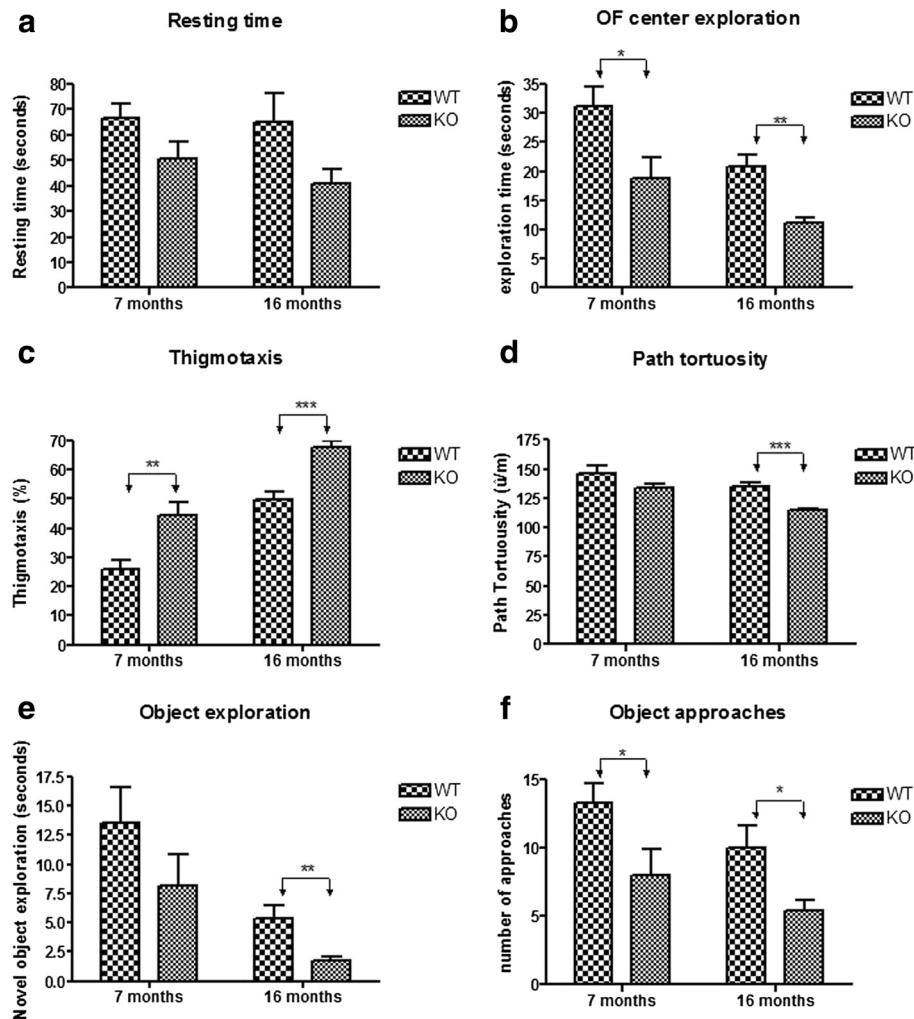 a
Resting time
Resting time (seconds)
80
70
60
50
40
30
20
10
0
7 months
16 months
WT
KO
b
OF center exploration
exploration time (seconds)
35
30
25
20
15
10
5
0
*
**
7 months
16 months
WT
KO
c
Thigmotaxis
Thigmotaxis (%)
70
60
50
40
30
20
10
0
**
***
7 months
16 months
WT
KO
d
Path tortuosity
Path Tortuousity (ů/m)
175
150
125
100
75
50
25
0
***
7 months
16 months
WT
KO
e
Object exploration
Novel object exploration (seconds)
17.5
15.0
12.5
10.0
7.5
5.0
2.5
0.0
**
7 months
16 months
WT
KO
f
Object approaches
number of approaches
15
10
5
0
*
*
7 months
16 months
WT
KO